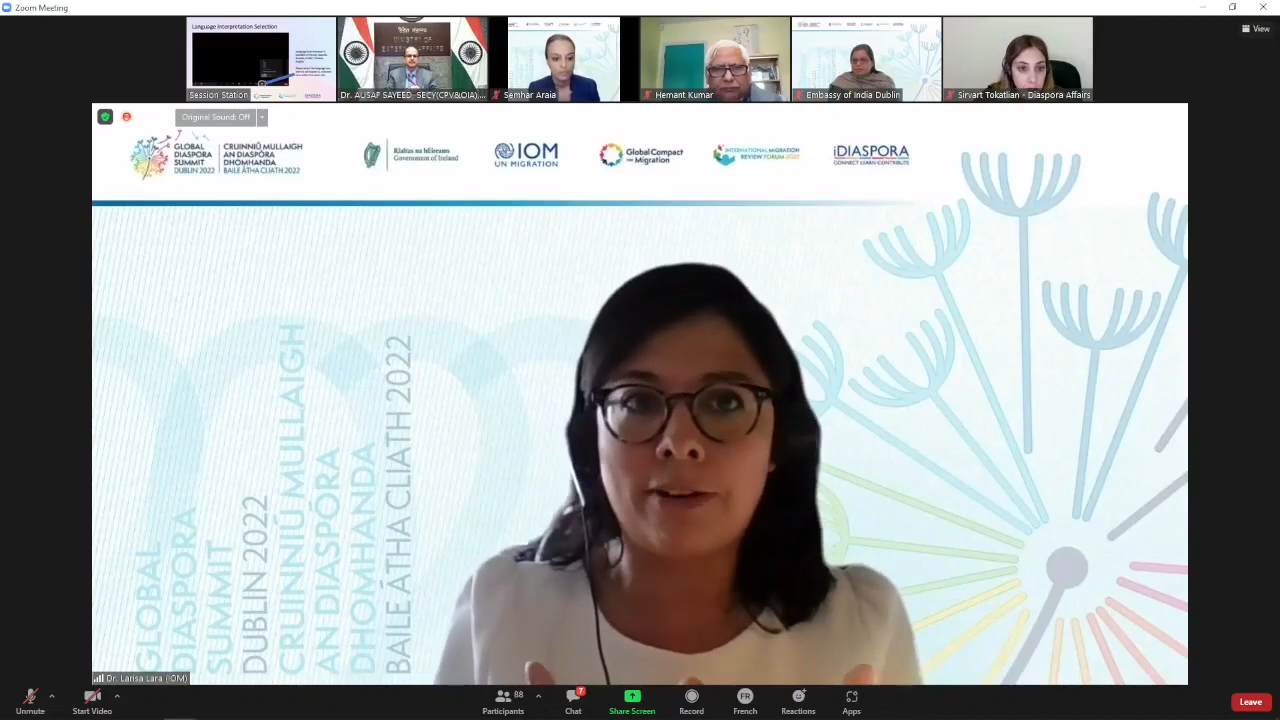 Zoom Meeting
View
Language Interpretation Selection
MINISTRY OF
EXTERNAL AFFAIRS
Session Station
Dr. AUSAF SAYEED, SECY(CPV&OIA)...
Semhar Araia
Hemant Kumar
Embassy of India Dublin
Sirvart Tokatlian - Diaspora Affairs
Original Sound: Off
GLOBAL
DIASPORA
SUMMIT
DUBLIN 2022
CRUINNIÚ MULLAIGH
AN DIASPÓRA
DHOMHANDA
BAILE ÁTHA CLIATH 2022
Rialtas na hÉireann
Government of Ireland
IOM
UN MIGRATION
Global Compact
for Migration
INTERNATIONAL MIGRATION
REVIEW FORUM 2022
iDIASPORA
CONNECT LEARN CONTRIBUTE
GLOBAL
DIASPORA
SUMMIT
DUBLIN 2022
CRUINNIÚ MULLAIGH
AN DIASPÓRA
DHOMHANDA
BAILE ÁTHA CLIATH 2022
Dr. Larisa Lara (IOM)
Unmute
Start Video
Participants
88
Chat
7
Share Screen
Record
FR
French
Reactions
Apps
Leave